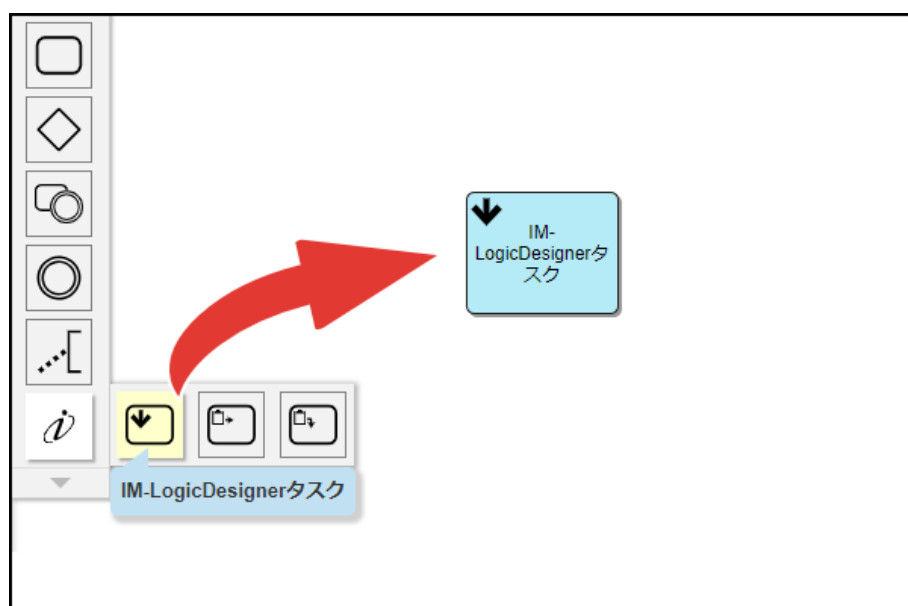 IM-
LogicDesignerタ
スク
IM-LogicDesignerタスク